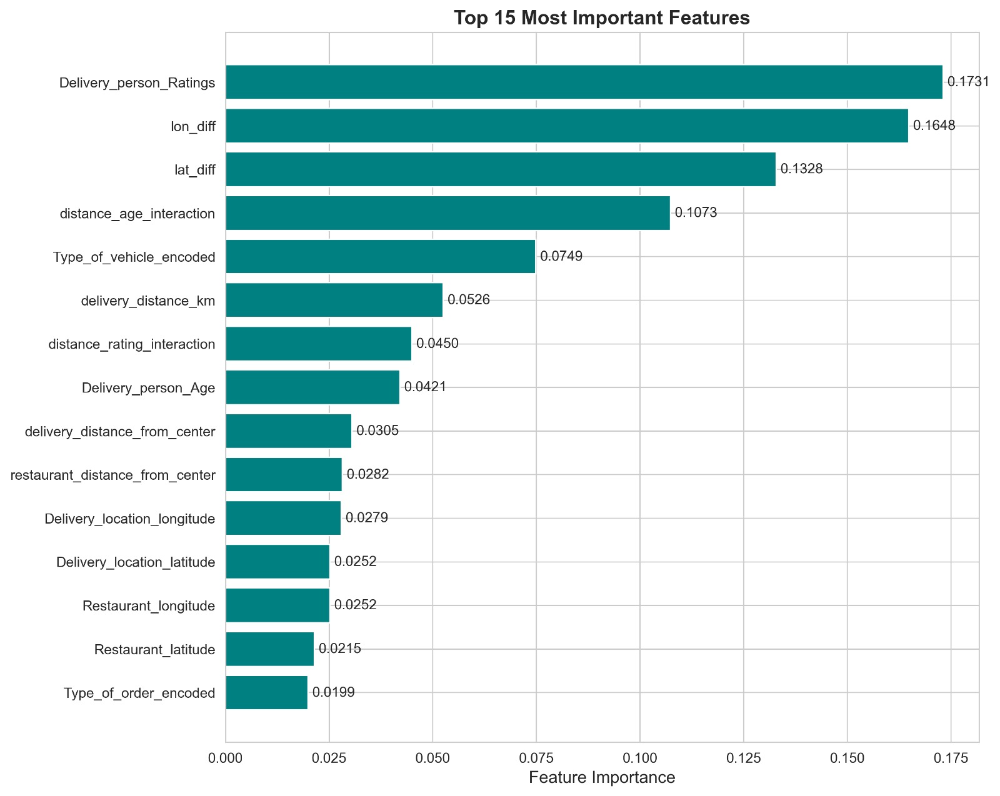 Top 15 Most Important Features
Delivery_person_Ratings 0.1731
lon_diff 0.1648
lat_diff 0.1328
distance_age_interaction 0.1073
Type_of_vehicle_encoded 0.0749
delivery_distance_km 0.0526
distance_rating_interaction 0.0450
Delivery_person_Age 0.0421
delivery_distance_from_center 0.0305
restaurant_distance_from_center 0.0282
Delivery_location_longitude 0.0279
Delivery_location_latitude 0.0252
Restaurant_longitude 0.0252
Restaurant_latitude 0.0215
Type_of_order_encoded 0.0199
0.000 0.025 0.050 0.075 0.100 0.125 0.150 0.175
Feature Importance